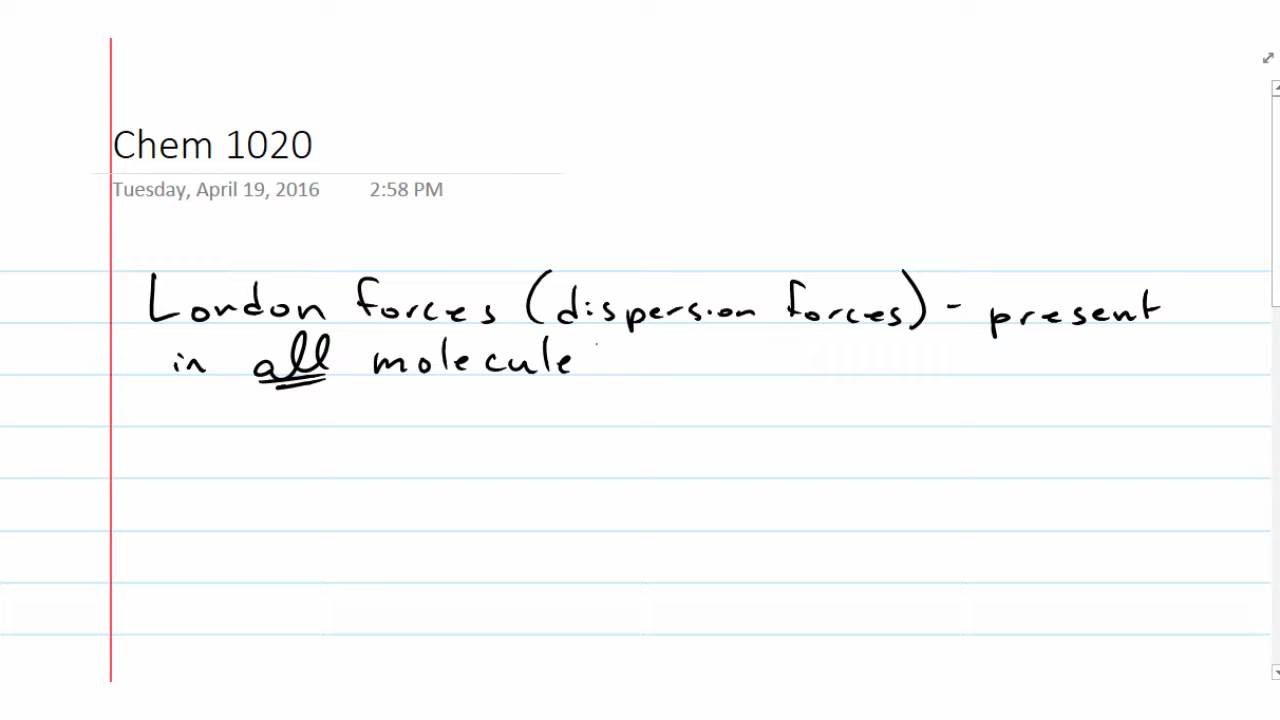 Chem 1020
Tuesday, April 19, 2016 2:58 PM
London forces (dispersion forces) - present
in all molecule